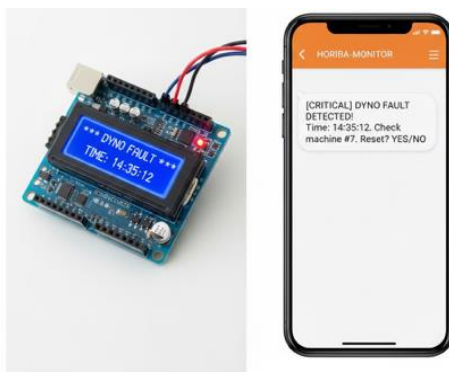 *** DYNO FAULT ***
TIME: 14:35:12
HORIBA-MONITOR
[CRITICAL] DYNO FAULT
DETECTED!
Time: 14:35:12. Check
machine #7. Reset? YES/NO